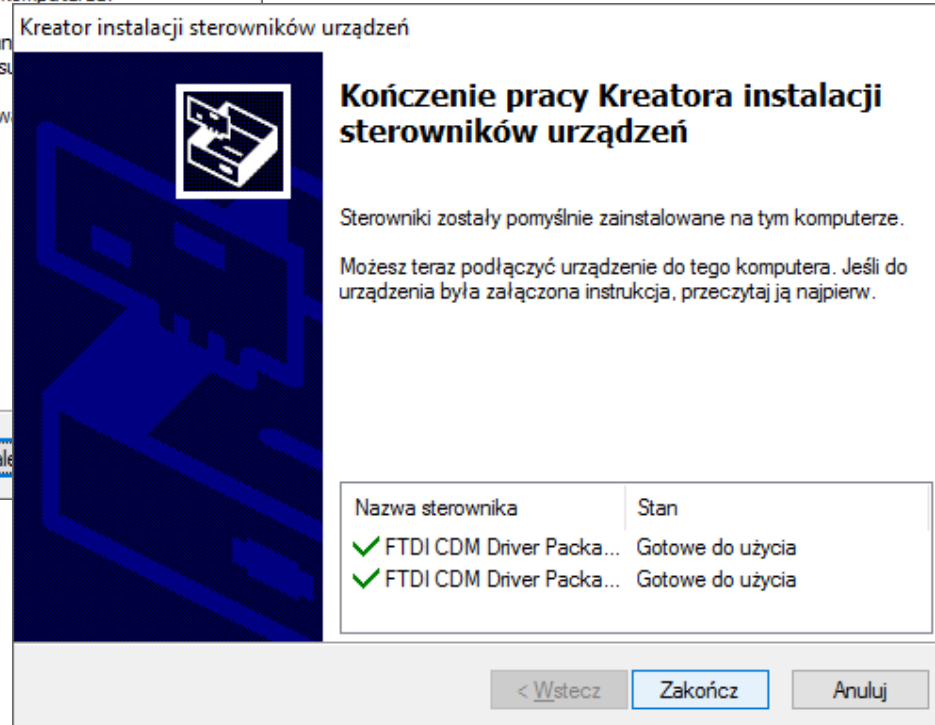 Kreator instalacji sterowników urządzeń
Kończenie pracy Kreatora instalacji
sterowników urządzeń
Sterowniki zostały pomyślnie zainstalowane na tym komputerze.
Możesz teraz podłączyć urządzenie do tego komputera. Jeśli do
urządzenia była załączona instrukcja, przeczytaj ją najpierw.
Nazwa sterownika Stan
FTDI CDM Driver Packa... Gotowe do użycia
FTDI CDM Driver Packa... Gotowe do użycia
< Wstecz Zakończ Anuluj